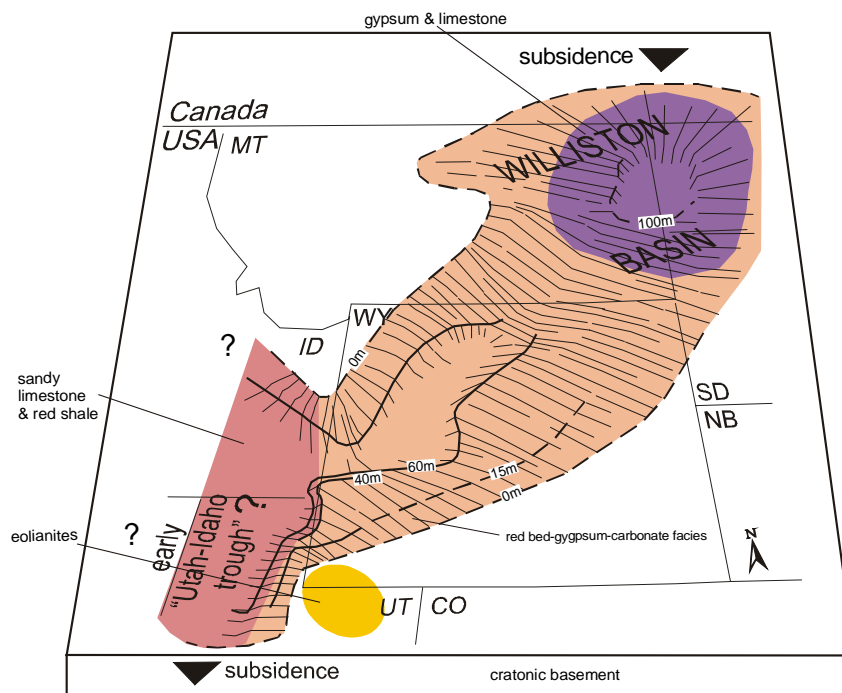 gypsum & limestone
subsidence
Canada
USA
MT
WILLISTON
BASIN
100m
WY
ID
0m
?
sandy
limestone
& red shale
SD
NB
60m
40m
15m
0m
?
early
“Utah-Idaho
trough”
?
eolianites
red bed-gygpsum-carbonate facies
N
UT
CO
subsidence
cratonic basement